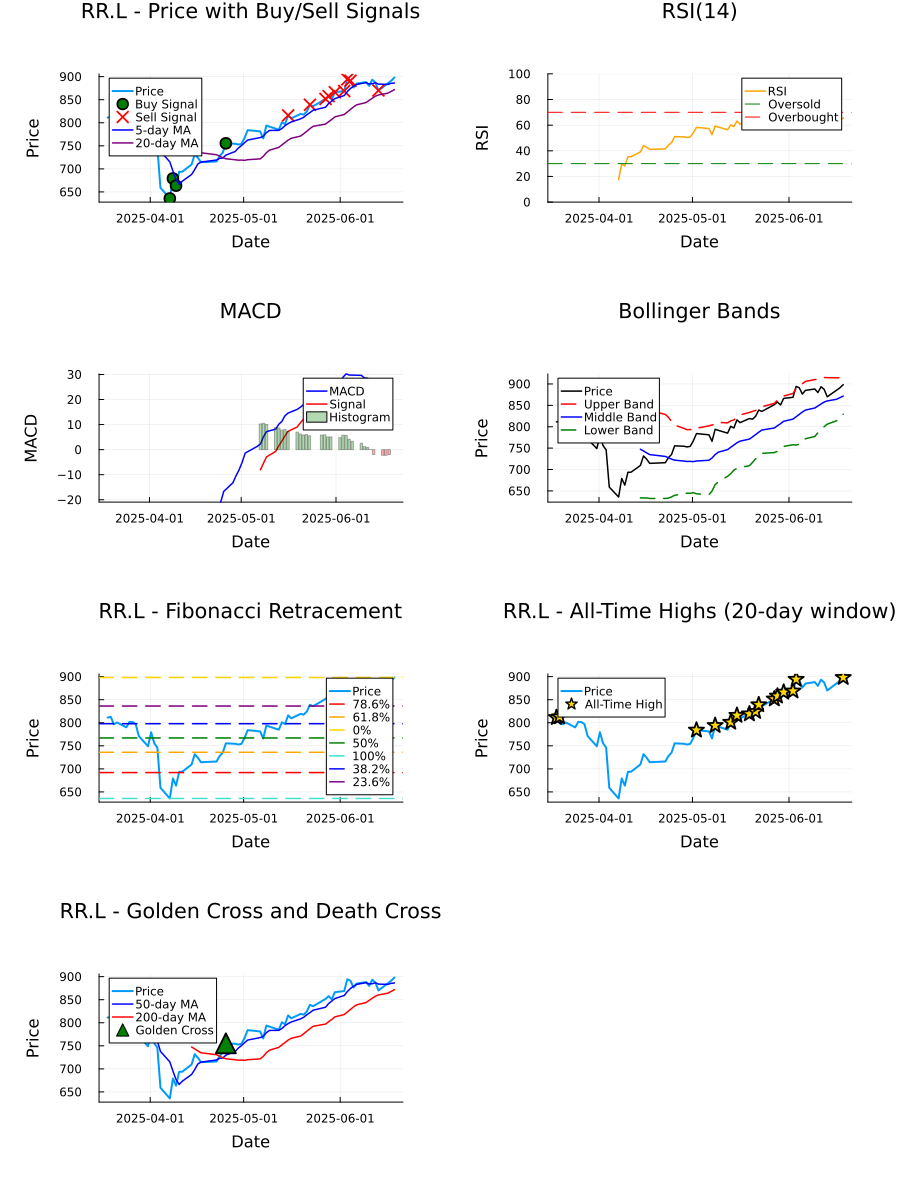 RR.L - Price with Buy/Sell Signals
Price
900
850
800
750
700
650
Price
Buy Signal
Sell Signal
5-day MA
20-day MA
2025-04-01 2025-05-01 2025-06-01
Date
RSI(14)
RSI
100
80
60
40
20
0
RSI
Oversold
Overbought
2025-04-01 2025-05-01 2025-06-01
Date
MACD
MACD
30
20
10
0
−10
−20
MACD
Signal
Histogram
2025-04-01 2025-05-01 2025-06-01
Date
Bollinger Bands
Price
900
850
800
750
700
650
Price
Upper Band
Middle Band
Lower Band
2025-04-01 2025-05-01 2025-06-01
Date
RR.L - Fibonacci Retracement
Price
900
850
800
750
700
650
Price
78.6%
61.8%
0%
50%
100%
38.2%
23.6%
2025-04-01 2025-05-01 2025-06-01
Date
RR.L - All-Time Highs (20-day window)
Price
900
850
800
750
700
650
Price
All-Time High
2025-04-01 2025-05-01 2025-06-01
Date
RR.L - Golden Cross and Death Cross
Price
900
850
800
750
700
650
Price
50-day MA
200-day MA
Golden Cross
2025-04-01 2025-05-01 2025-06-01
Date